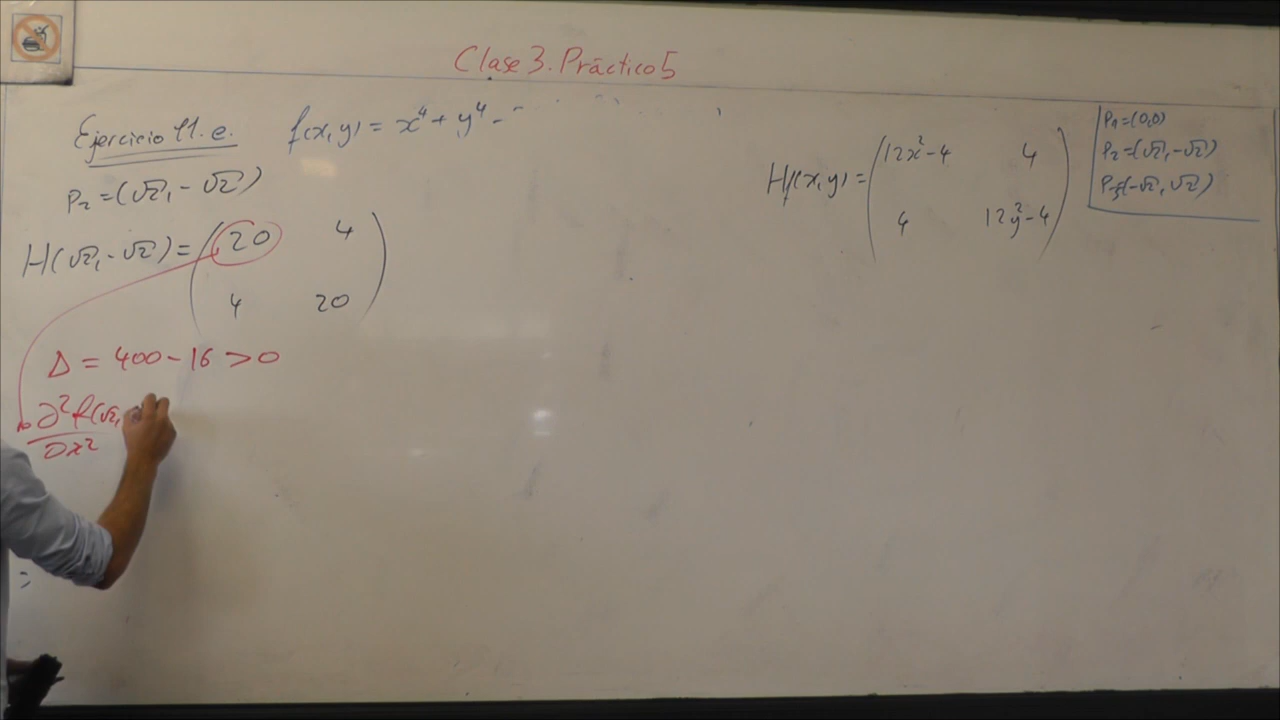 Clase 3. Práctico 5
Ejercicio 11.e. f(x,y) = x⁴ + y⁴ -
P₂ = (√2, -√2)
H(√2, -√2) = ( 20 4
4 20 )
Δ = 400 - 16 > 0
∂²f(√2,
∂x²
Hf(x,y) = ( 12x² - 4 4
4 12y² - 4 )
P₁ = (0,0)
P₂ = (√2, -√2)
P₃ = (-√2, √2)